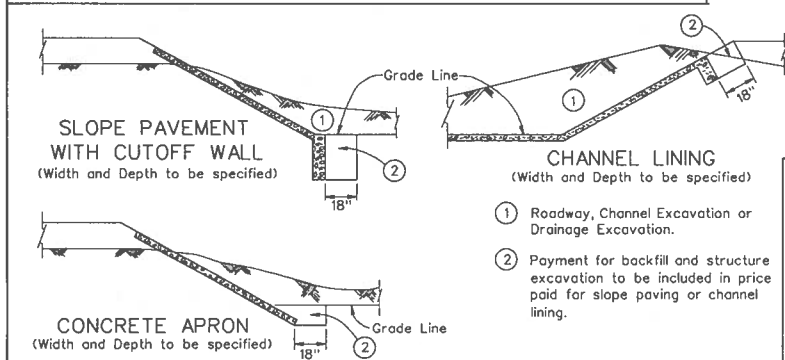 2
Grade Line
1
1
18"
SLOPE PAVEMENT
WITH CUTOFF WALL
(Width and Depth to be specified)
2
18"
CHANNEL LINING
(Width and Depth to be specified)
1 Roadway, Channel Excavation or
Drainage Excavation.
2 Payment for backfill and structure
excavation to be included in price
paid for slope paving or channel
lining.
CONCRETE APRON
(Width and Depth to be specified)
2
Grade Line
18"